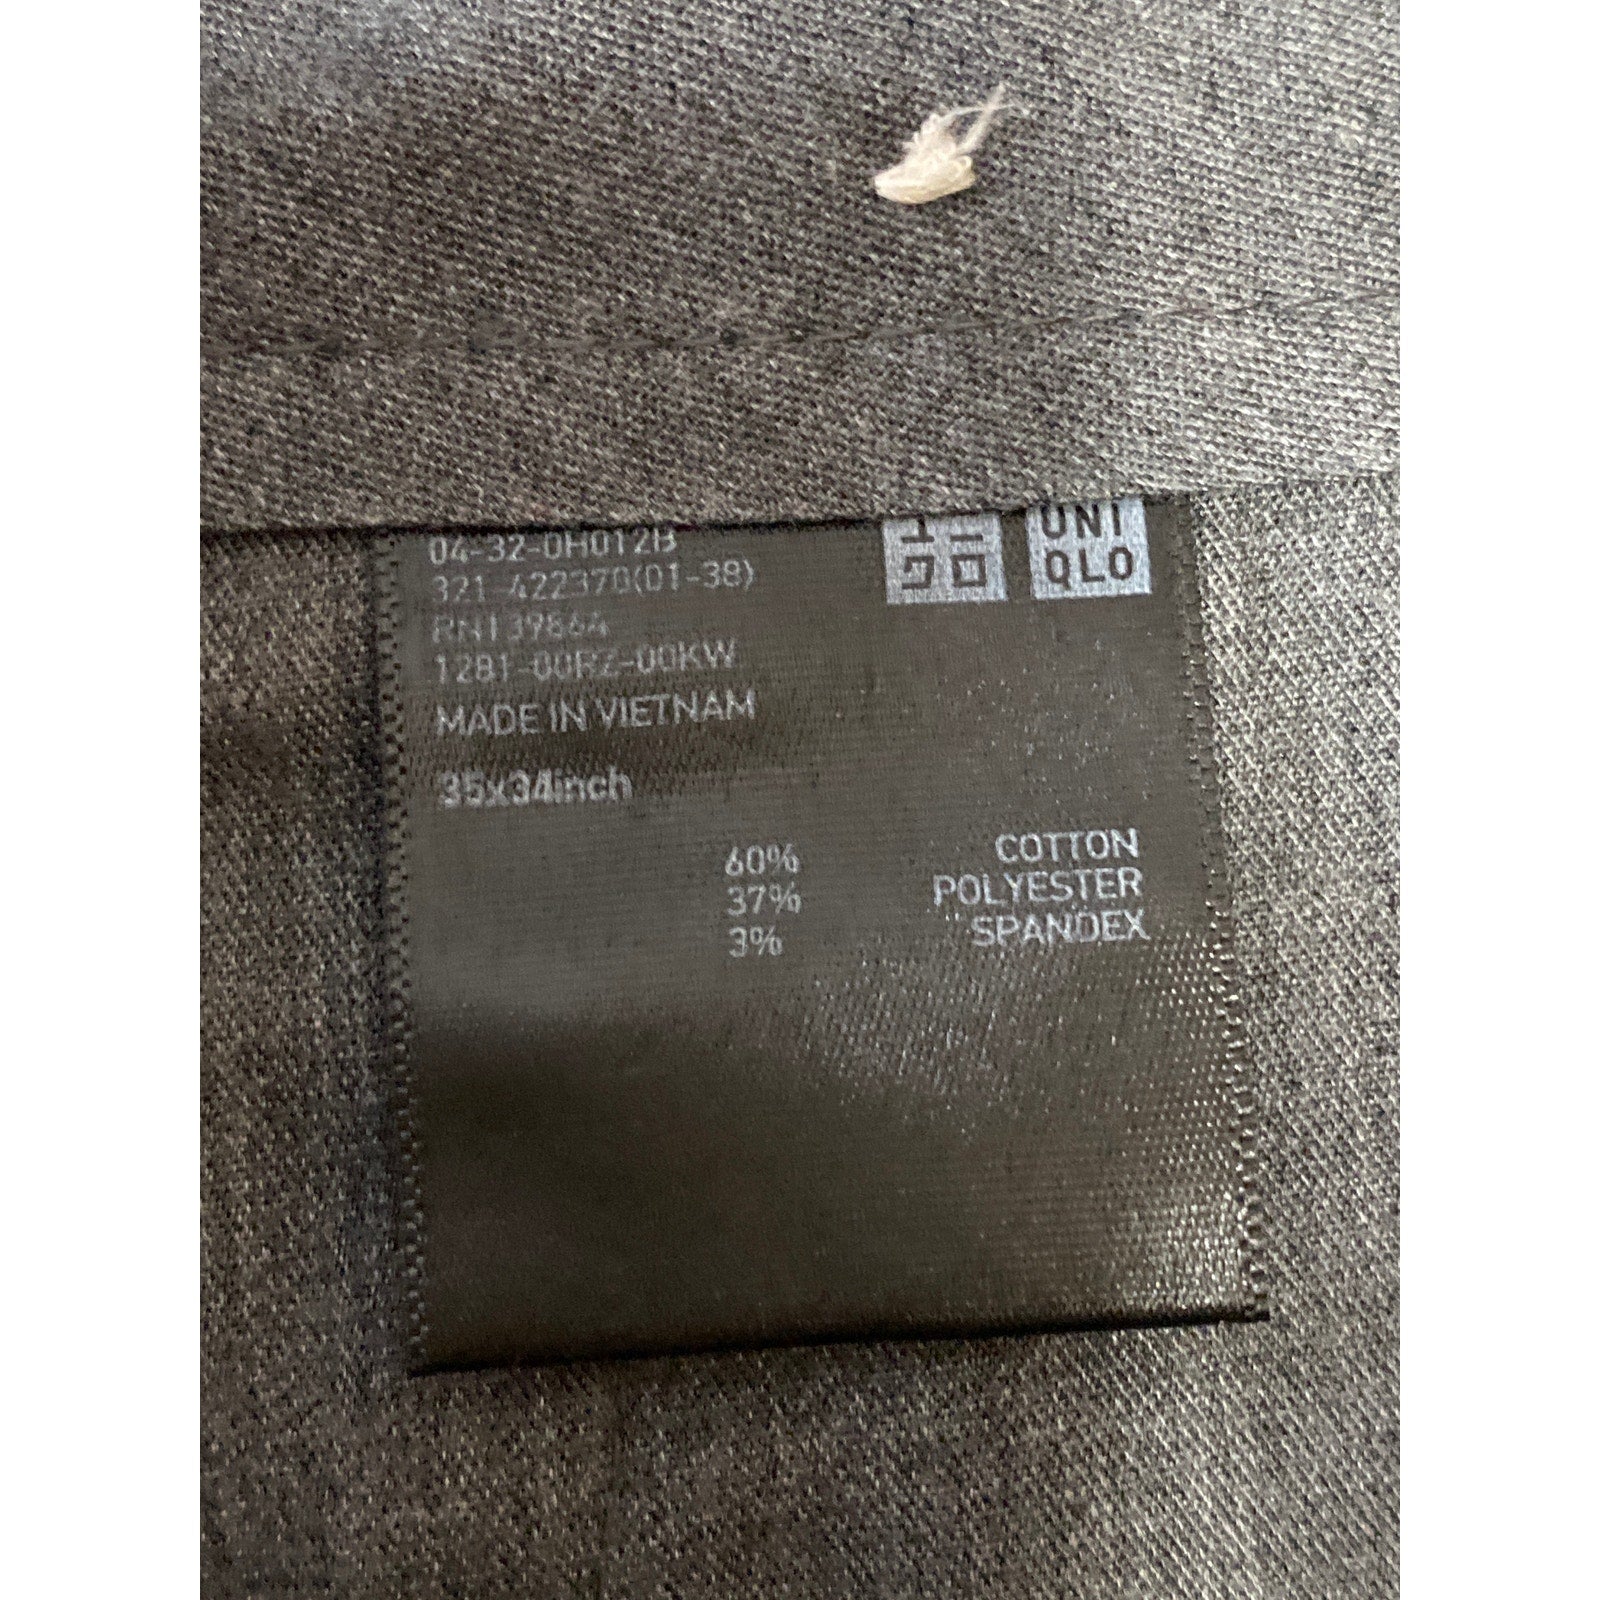 04-32-0H012B
321-422370(01-38)
RN139864
1281-00RZ-00KW
MADE IN VIETNAM
35x34inch
ユニ
クロ
UNI
QLO
60% COTTON
37% POLYESTER
3% SPANDEX